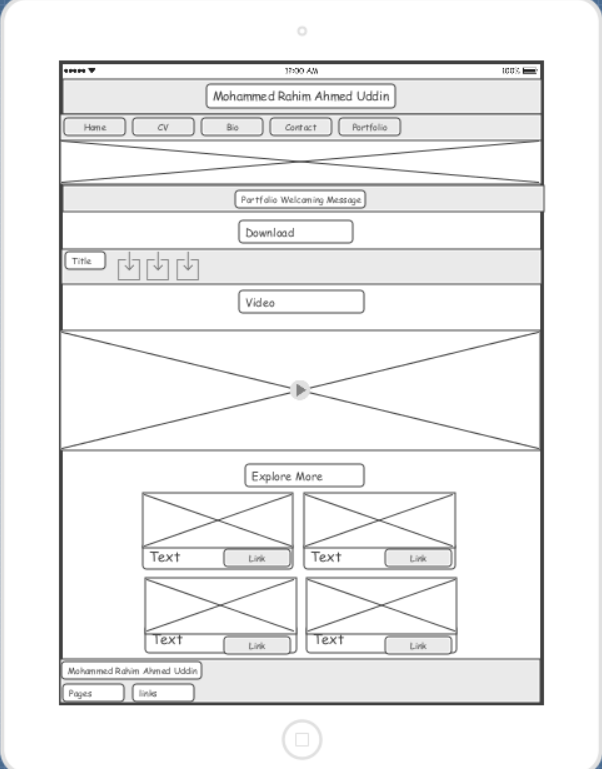 11:00 AM 100%
Mohammed Rahim Ahmed Uddin
Home CV Bio Contact Portfolio
Portfolio Welcoming Message
Download
Title
Video
Explore More
Text Link Text Link
Text Link Text Link
Mohammed Rahim Ahmed Uddin
Pages links